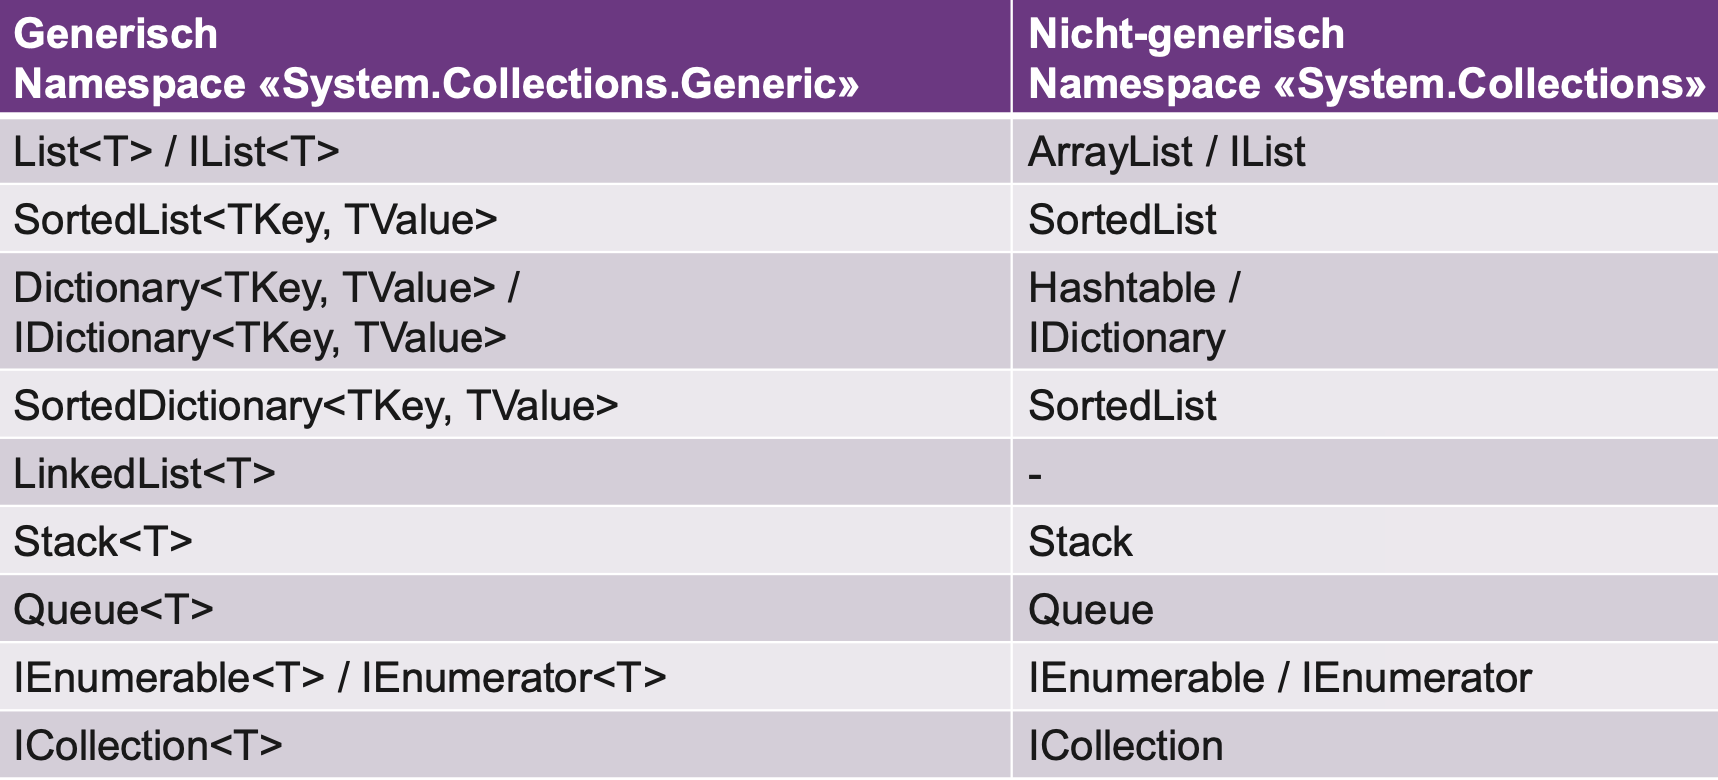 Generisch
Namespace «System.Collections.Generic»
Nicht-generisch
Namespace «System.Collections»
List<T> / IList<T>
ArrayList / IList
SortedList<TKey, TValue>
SortedList
Dictionary<TKey, TValue> /
IDictionary<TKey, TValue>
Hashtable /
IDictionary
SortedDictionary<TKey, TValue>
SortedList
LinkedList<T>
-
Stack<T>
Stack
Queue<T>
Queue
IEnumerable<T> / IEnumerator<T>
IEnumerable / IEnumerator
ICollection<T>
ICollection